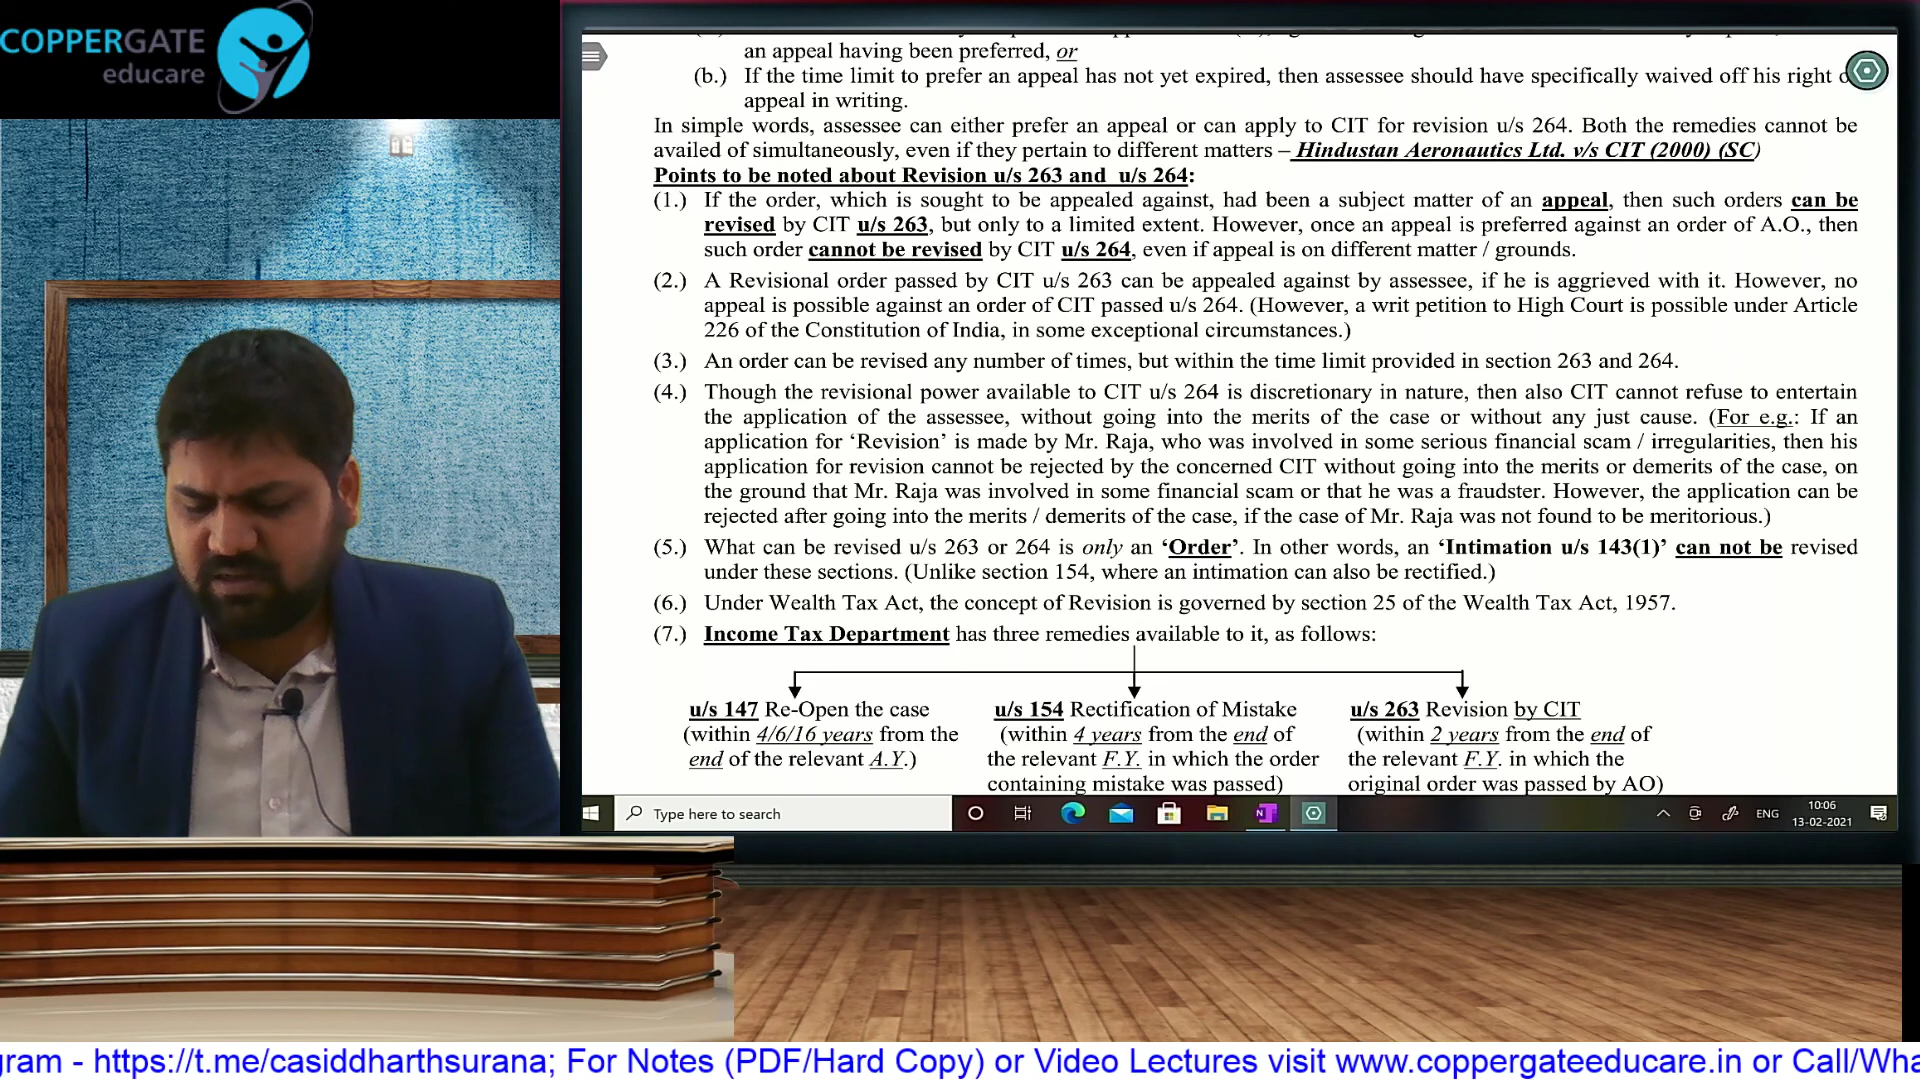 COPPERGATE
educare
an appeal having been preferred, or
(b.) If the time limit to prefer an appeal has not yet expired, then assessee should have specifically waived off his right
appeal in writing.
In simple words, assessee can either prefer an appeal or can apply to CIT for revision u/s 264. Both the remedies cannot be
availed of simultaneously, even if they pertain to different matters – Hindustan Aeronautics Ltd. v/s CIT (2000) (SC)
Points to be noted about Revision u/s 263 and u/s 264:
(1.) If the order, which is sought to be appealed against, had been a subject matter of an appeal, then such orders can be
revised by CIT u/s 263, but only to a limited extent. However, once an appeal is preferred against an order of A.O., then
such order cannot be revised by CIT u/s 264, even if appeal is on different matter / grounds.
(2.) A Revisional order passed by CIT u/s 263 can be appealed against by assessee, if he is aggrieved with it. However, no
appeal is possible against an order of CIT passed u/s 264. (However, a writ petition to High Court is possible under Article
226 of the Constitution of India, in some exceptional circumstances.)
(3.) An order can be revised any number of times, but within the time limit provided in section 263 and 264.
(4.) Though the revisional power available to CIT u/s 264 is discretionary in nature, then also CIT cannot refuse to entertain
the application of the assessee, without going into the merits of the case or without any just cause. (For e.g.: If an
application for ‘Revision’ is made by Mr. Raja, who was involved in some serious financial scam / irregularities, then his
application for revision cannot be rejected by the concerned CIT without going into the merits or demerits of the case, on
the ground that Mr. Raja was involved in some financial scam or that he was a fraudster. However, the application can be
rejected after going into the merits / demerits of the case, if the case of Mr. Raja was not found to be meritorious.)
(5.) What can be revised u/s 263 or 264 is only an ‘Order’. In other words, an ‘Intimation u/s 143(1)’ can not be revised
under these sections. (Unlike section 154, where an intimation can also be rectified.)
(6.) Under Wealth Tax Act, the concept of Revision is governed by section 25 of the Wealth Tax Act, 1957.
(7.) Income Tax Department has three remedies available to it, as follows:
u/s 147 Re-Open the case
(within 4/6/16 years from the
end of the relevant A.Y.)
u/s 154 Rectification of Mistake
(within 4 years from the end of
the relevant F.Y. in which the order
containing mistake was passed)
u/s 263 Revision by CIT
(within 2 years from the end of
the relevant F.Y. in which the
original order was passed by AO)
Type here to search
ENG
10:06
13-02-2021
gram - https://t.me/casiddharthsurana; For Notes (PDF/Hard Copy) or Video Lectures visit www.coppergateeducare.in or Call/Wha